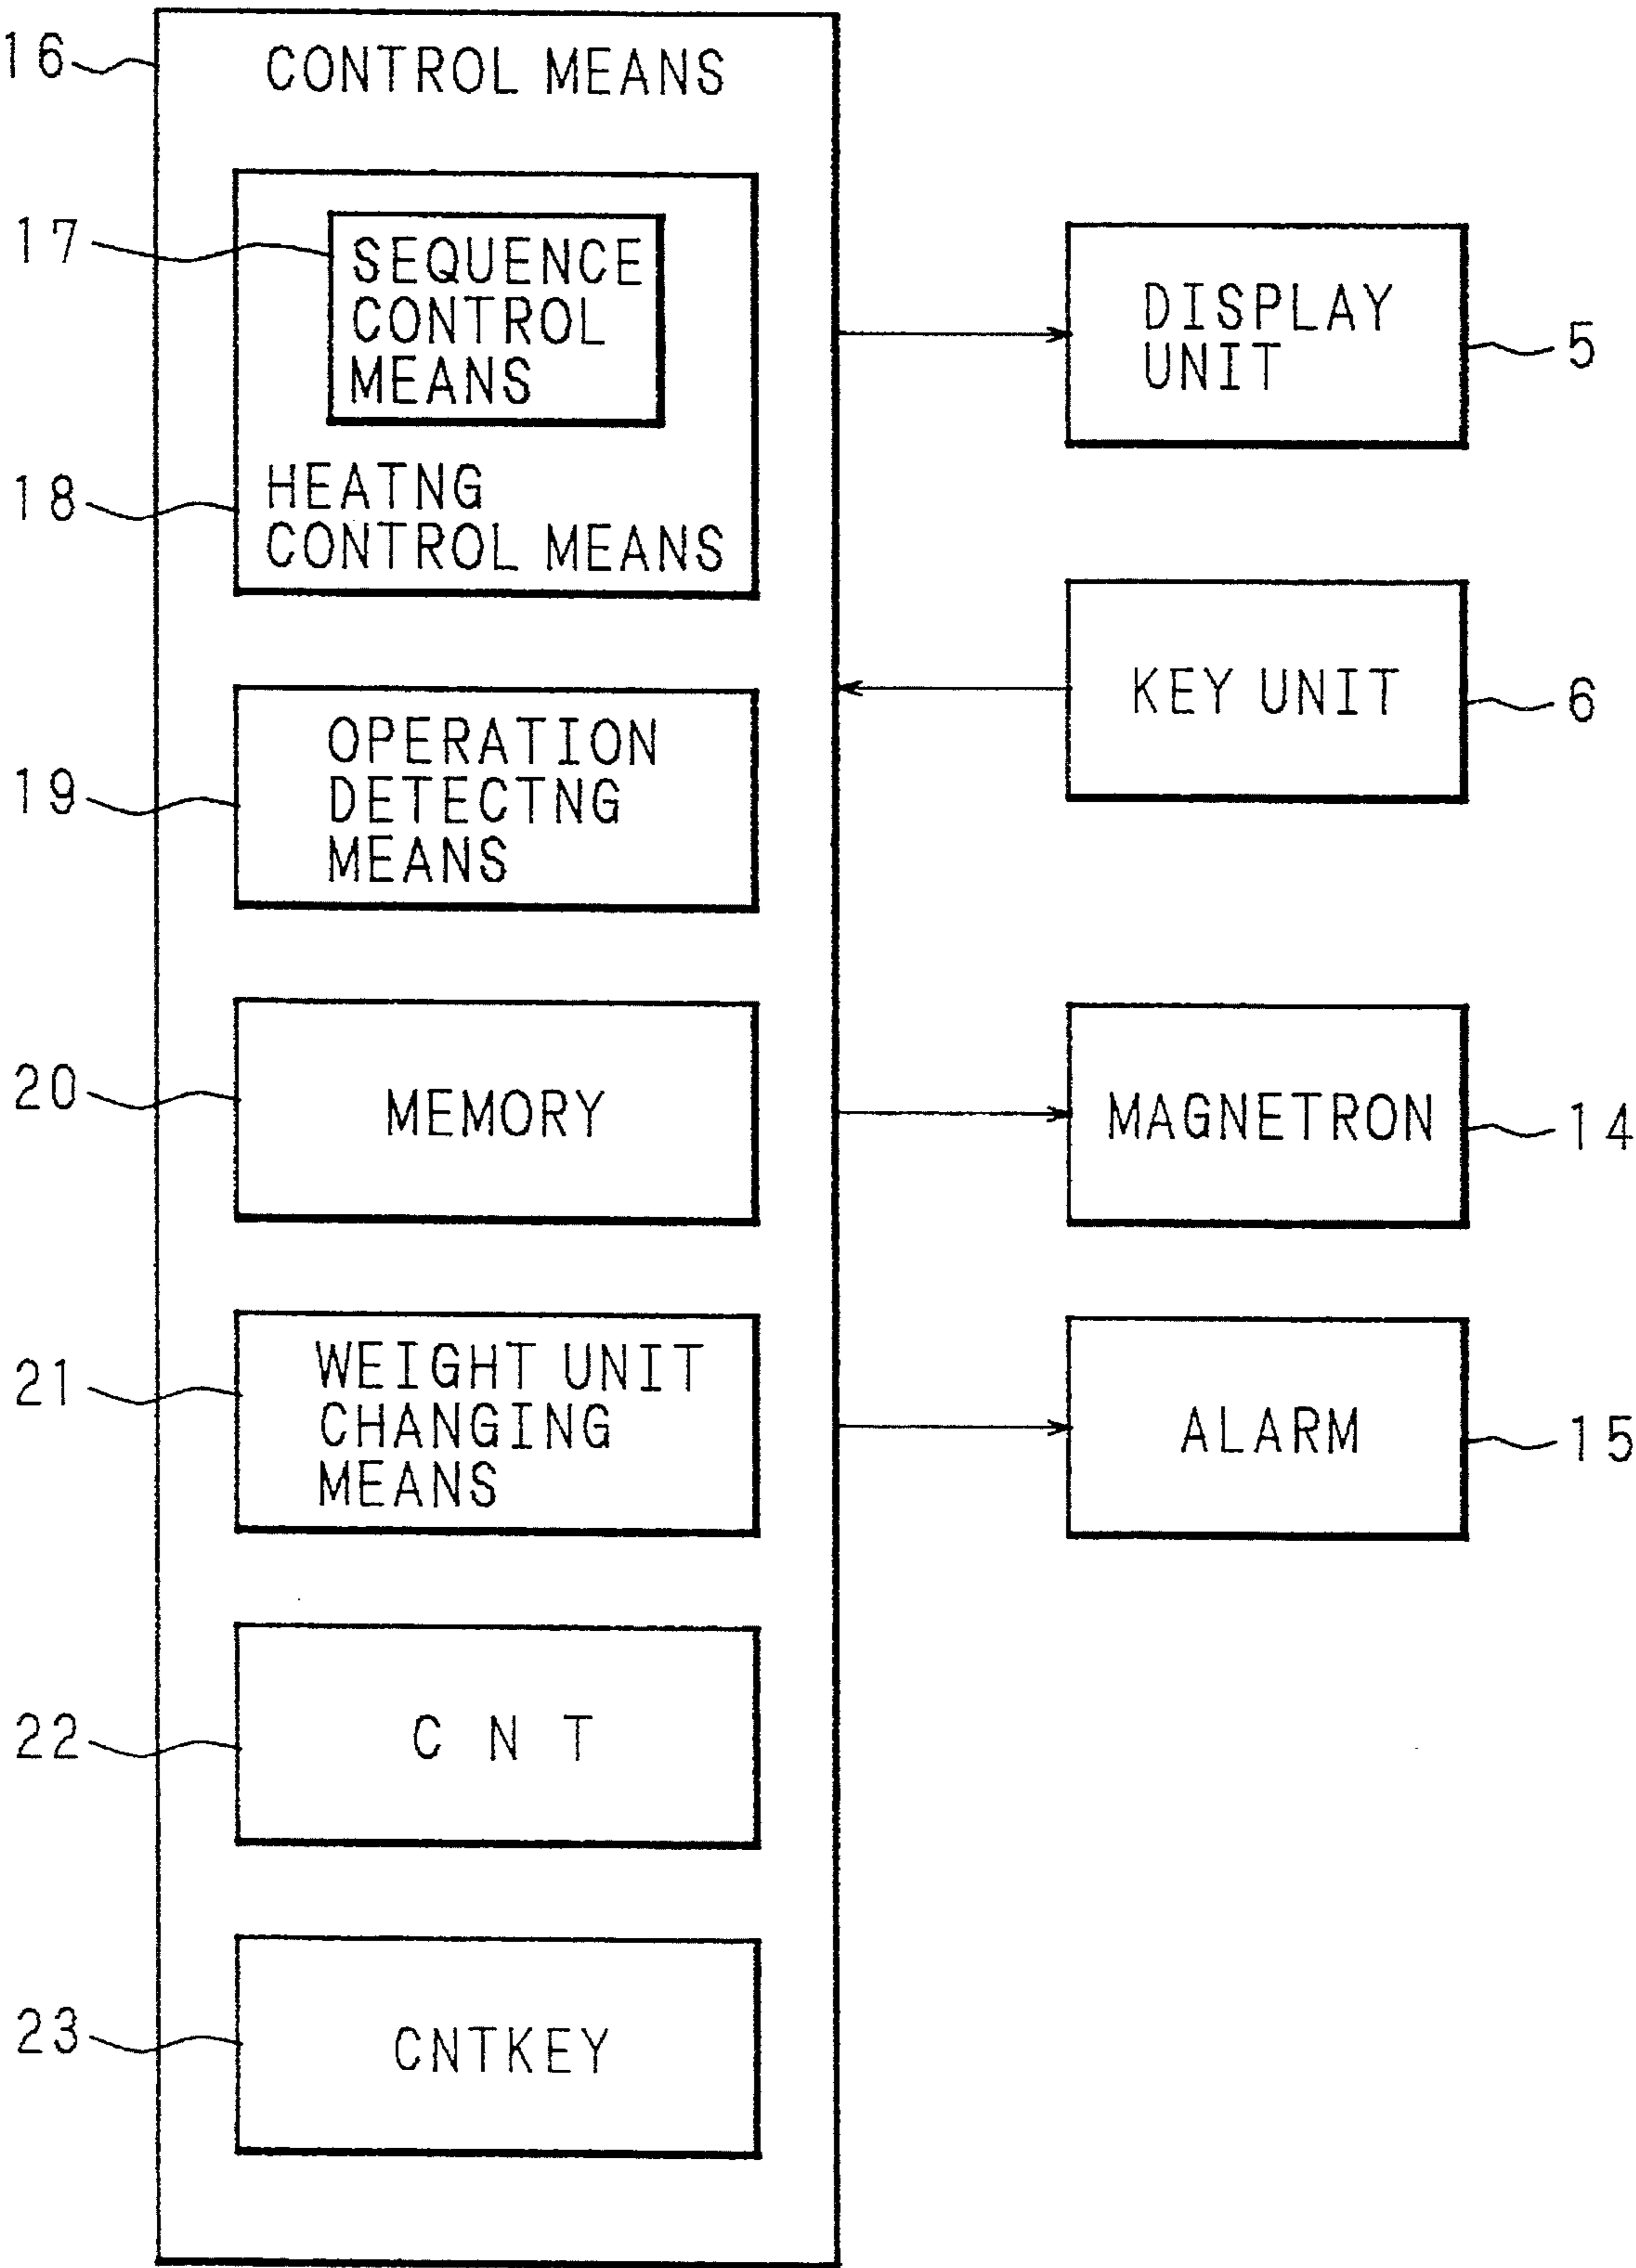 16
CONTROL MEANS
17
SEQUENCE
CONTROL
MEANS
18
HEATNG
CONTROL MEANS
19
OPERATION
DETECTNG
MEANS
20
MEMORY
21
WEIGHT UNIT
CHANGING
MEANS
22
C N T
23
CNTKEY
DISPLAY
UNIT
5
KEY UNIT
6
MAGNETRON
14
ALARM
15